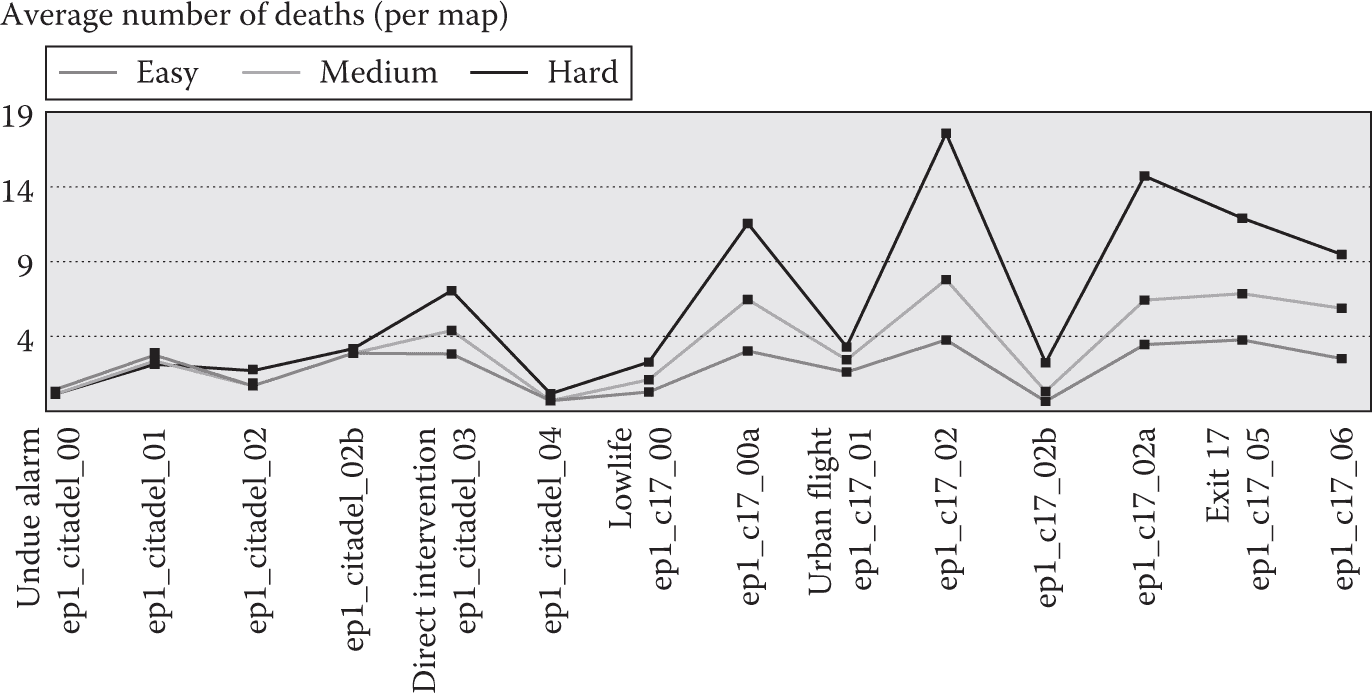 Average number of deaths (per map)
Easy Medium Hard
19
14
9
4
Undue alarm
ep1_citadel_00
ep1_citadel_01
ep1_citadel_02
ep1_citadel_02b
Direct intervention
ep1_citadel_03
ep1_citadel_04
Lowlife
ep1_c17_00
ep1_c17_00a
Urban flight
ep1_c17_01
ep1_c17_02
ep1_c17_02b
ep1_c17_02a
Exit 17
ep1_c17_05
ep1_c17_06